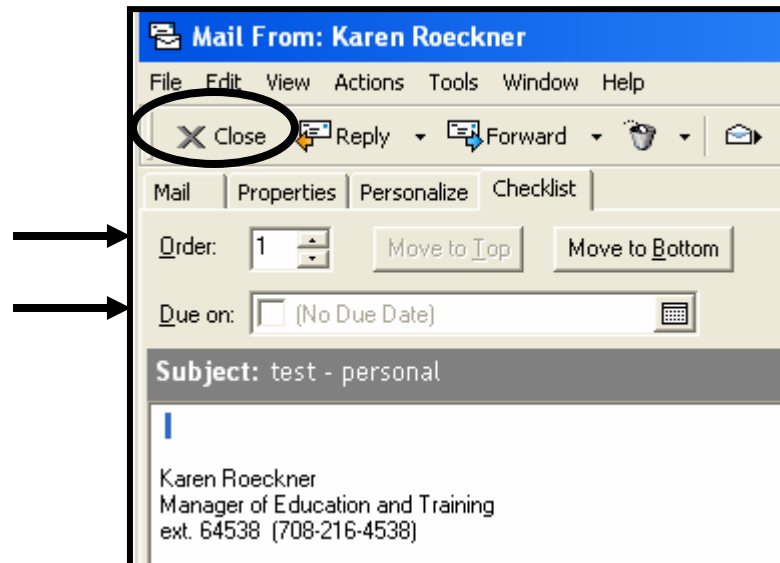 Mail From: Karen Roeckner
File Edit View Actions Tools Window Help
Close Reply Forward
Mail Properties Personalize Checklist
Order: 1 Move to Top Move to Bottom
Due on: (No Due Date)
Subject: test - personal
Karen Roeckner
Manager of Education and Training
ext. 64538 (708-216-4538)